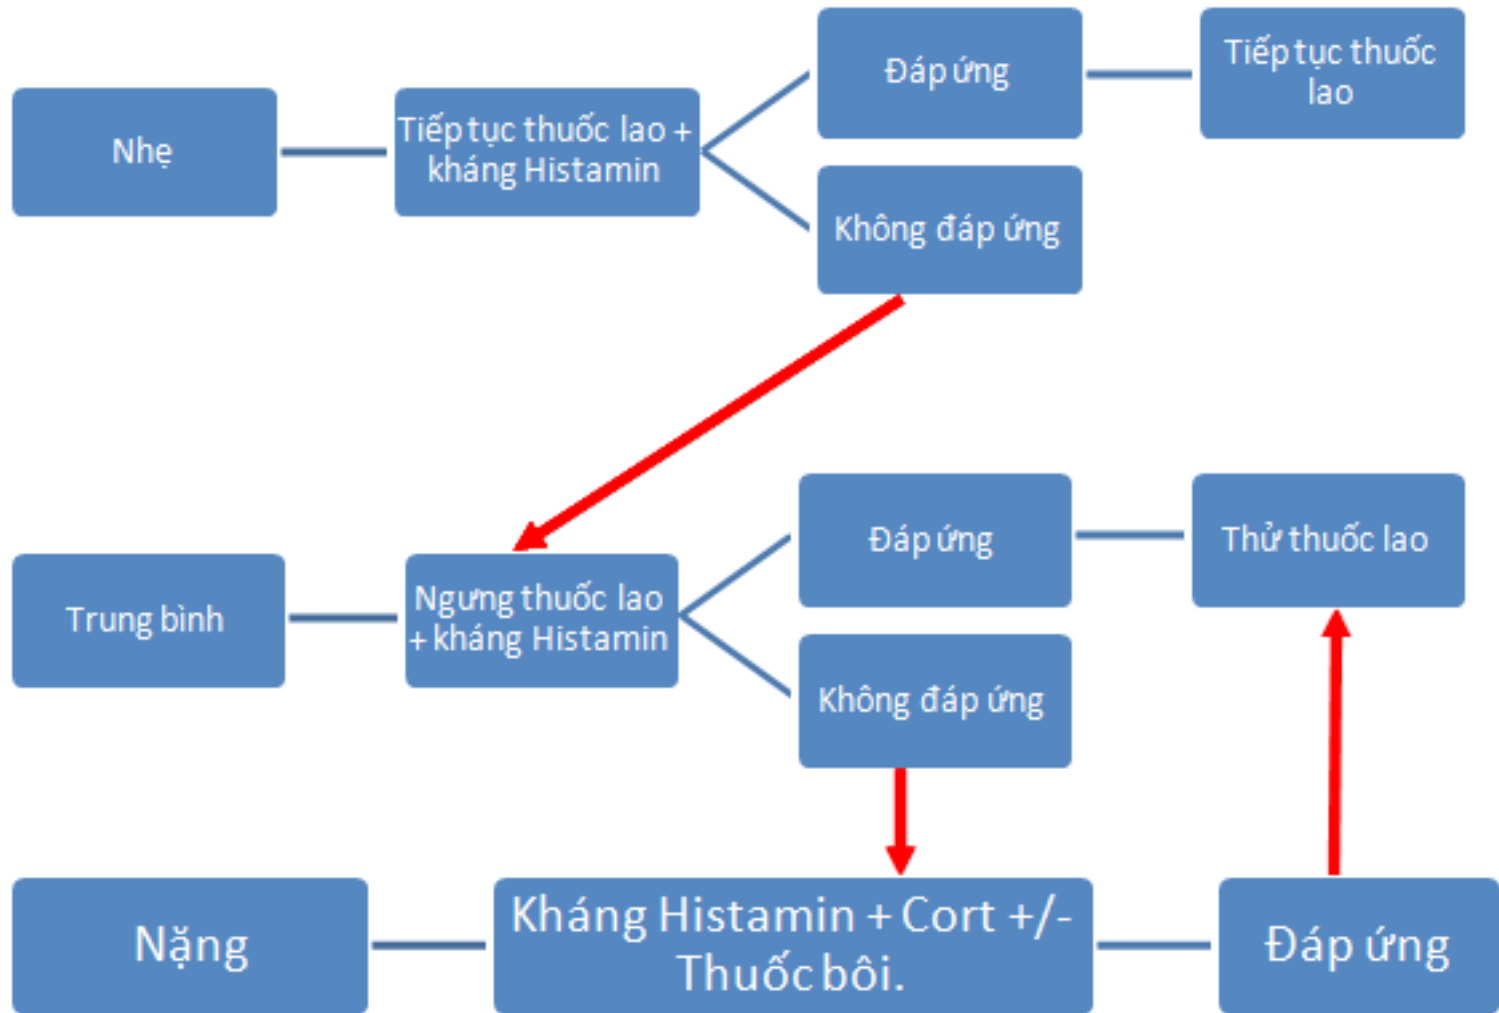 Nhẹ
Tiếp tục thuốc lao +
kháng Histamin
Đáp ứng
Tiếp tục thuốc
lao
Không đáp ứng
Trung bình
Ngưng thuốc lao
+ kháng Histamin
Đáp ứng
Thử thuốc lao
Không đáp ứng
Nặng
Kháng Histamin + Cort +/-
Thuốc bôi.
Đáp ứng